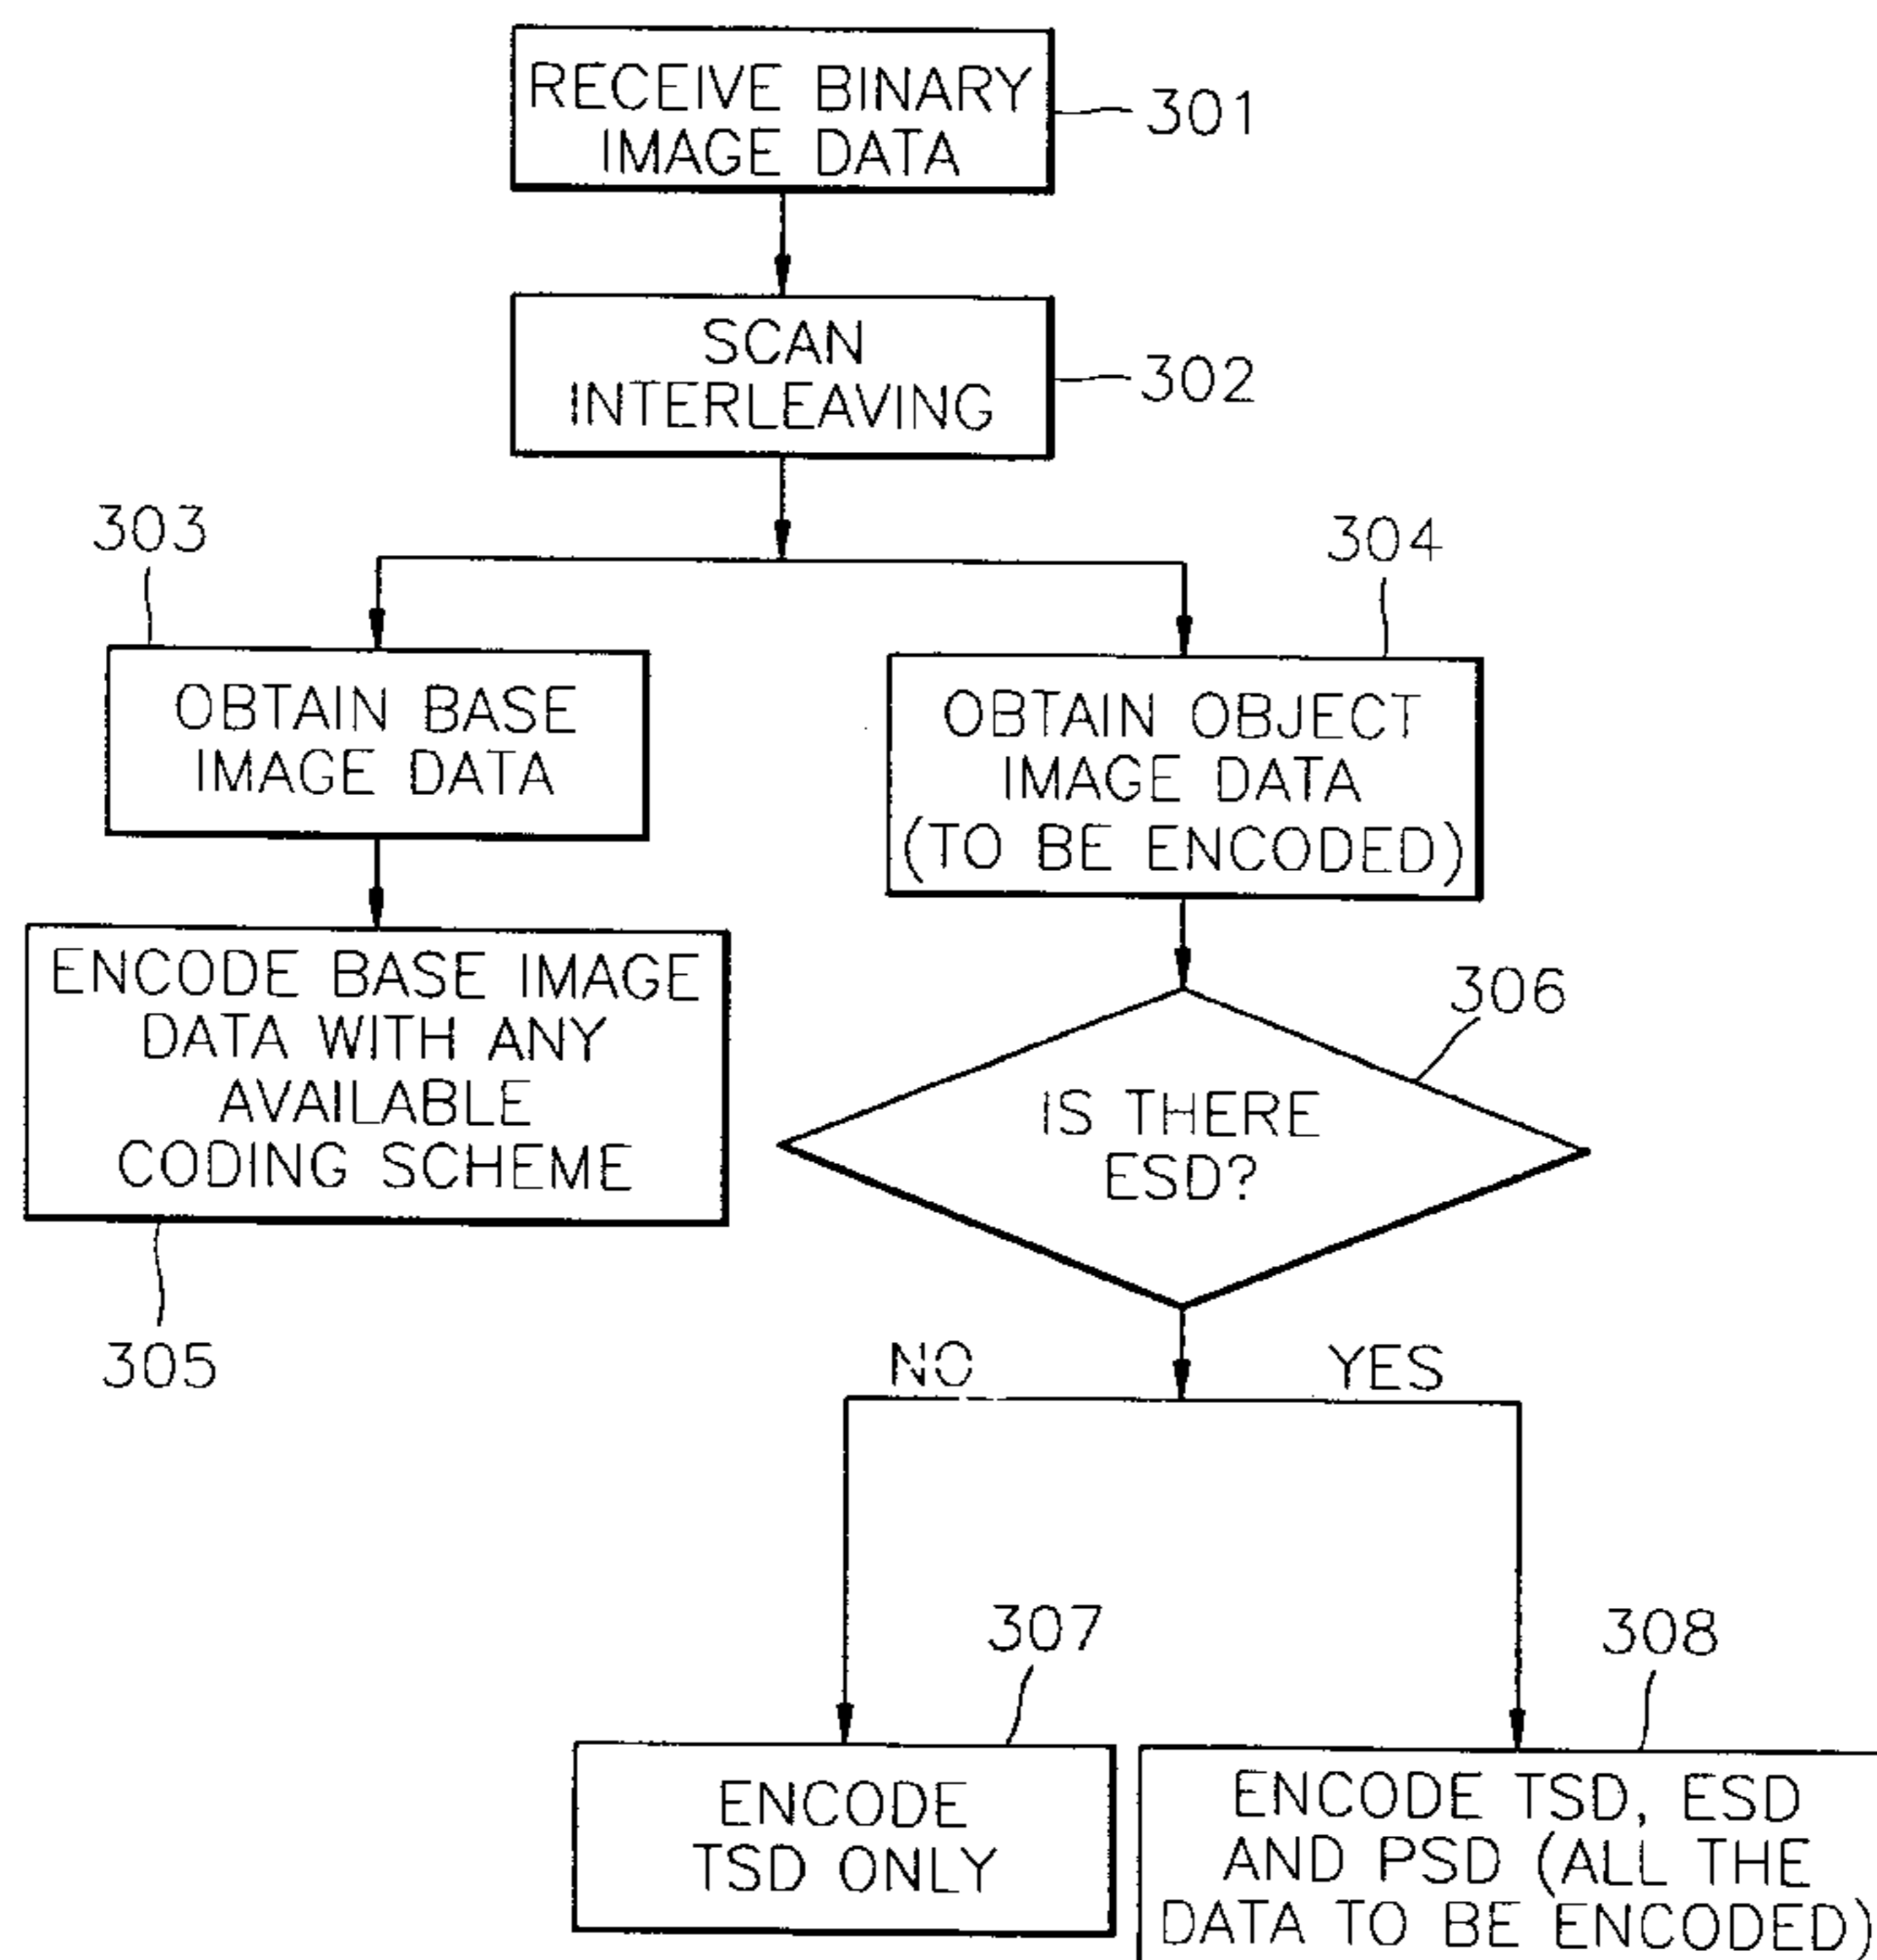 RECEIVE BINARY
IMAGE DATA
301
SCAN
INTERLEAVING
302
303
304
OBTAIN BASE
IMAGE DATA
OBTAIN OBJECT
IMAGE DATA
(TO BE ENCODED)
ENCODE BASE IMAGE
DATA WITH ANY
AVAILABLE
CODING SCHEME
305
306
IS THERE
ESD?
NO
YES
307
308
ENCODE
TSD ONLY
ENCODE TSD, ESD
AND PSD (ALL THE
DATA TO BE ENCODED)